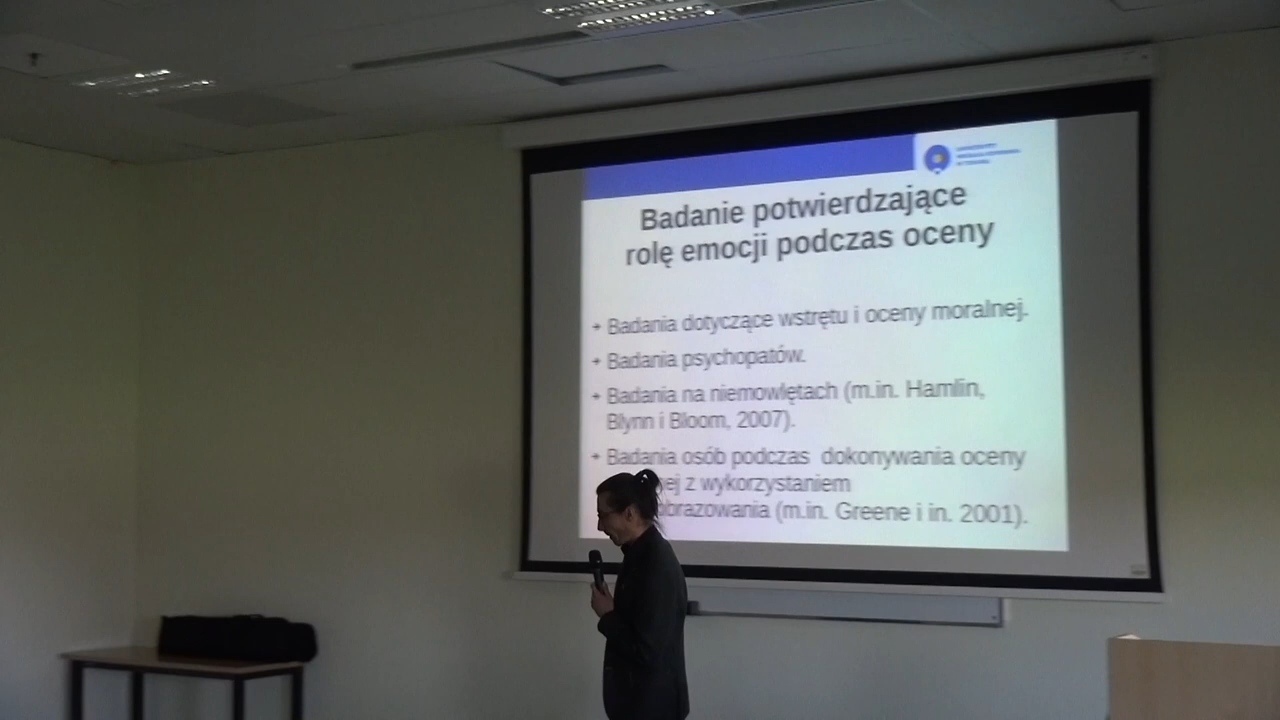 Badanie potwierdzające
rolę emocji podczas oceny
+ Badania dotyczące wstrętu i oceny moralnej.
+ Badania psychopatów.
+ Badania na niemowlętach (m.in. Hamlin,
Blynn i Bloom, 2007).
+ Badania osób podczas dokonywania oceny
ej z wykorzystaniem
obrazowania (m.in. Greene i in. 2001).